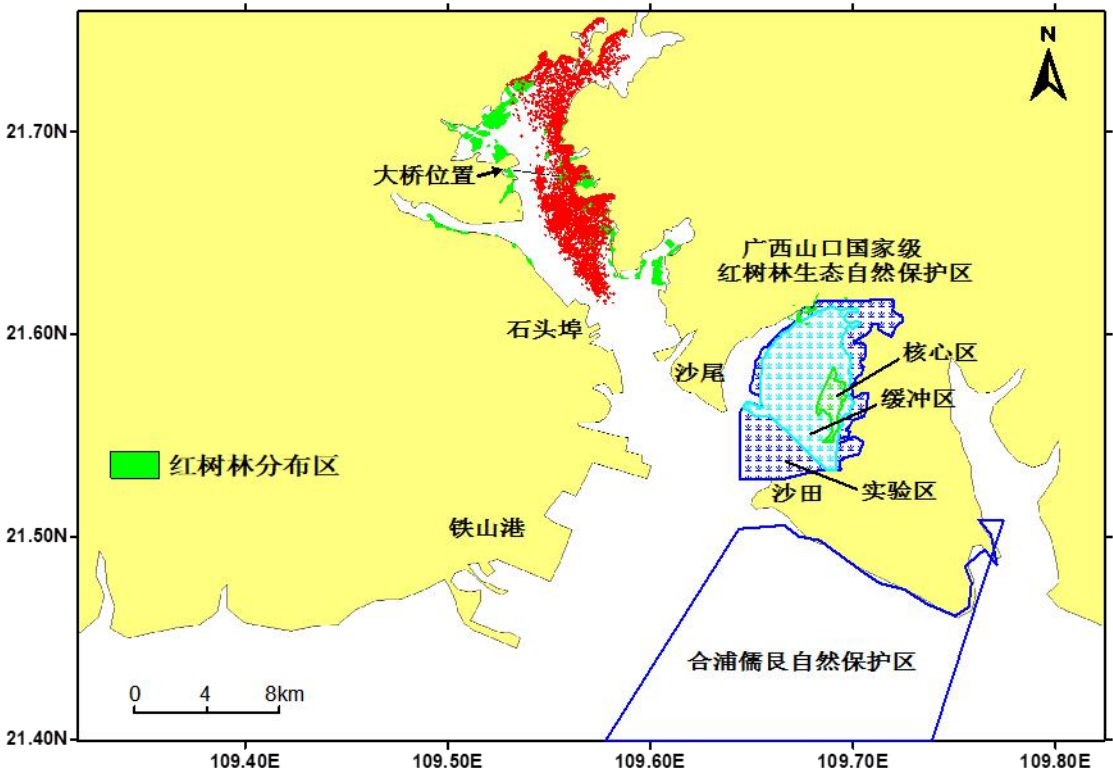 N
21.70N
大桥位置
广西山口国家级
红树林生态自然保护区
21.60N
石头埠
核心区
沙尾
缓冲区
红树林分布区
实验区
沙田
铁山港
21.50N
合浦儒艮自然保护区
0 4 8km
21.40N
109.40E 109.50E 109.60E 109.70E 109.80E